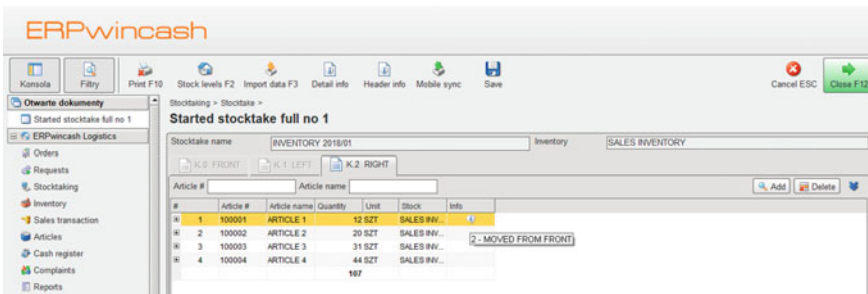 ERPwincash
Konsola Filtry Print F10 Stock levels F2 Import data F3 Detail info Header info Mobile sync Save Cancel ESC Close F12
Otwarte dokumenty
Started stocktake full no 1
ERPwincash Logistics
Orders
Requests
Stocktaking
Inventory
Sales transaction
Articles
Cash register
Complaints
Reports
Stocktaking > Stocktake >
Started stocktake full no 1
Stocktake name INVENTORY 2018/01 Inventory SALES INVENTORY
K.0 FRONT K.1 LEFT K.2 RIGHT
Article # Article name Add Delete
# Article # Article name Quantity Unit Stock Info
1 100001 ARTICLE 1 12 SZT SALES INV...
2 100002 ARTICLE 2 20 SZT SALES INV...
2 - MOVED FROM FRONT
3 100003 ARTICLE 3 31 SZT SALES INV...
4 100004 ARTICLE 4 44 SZT SALES INV...
107